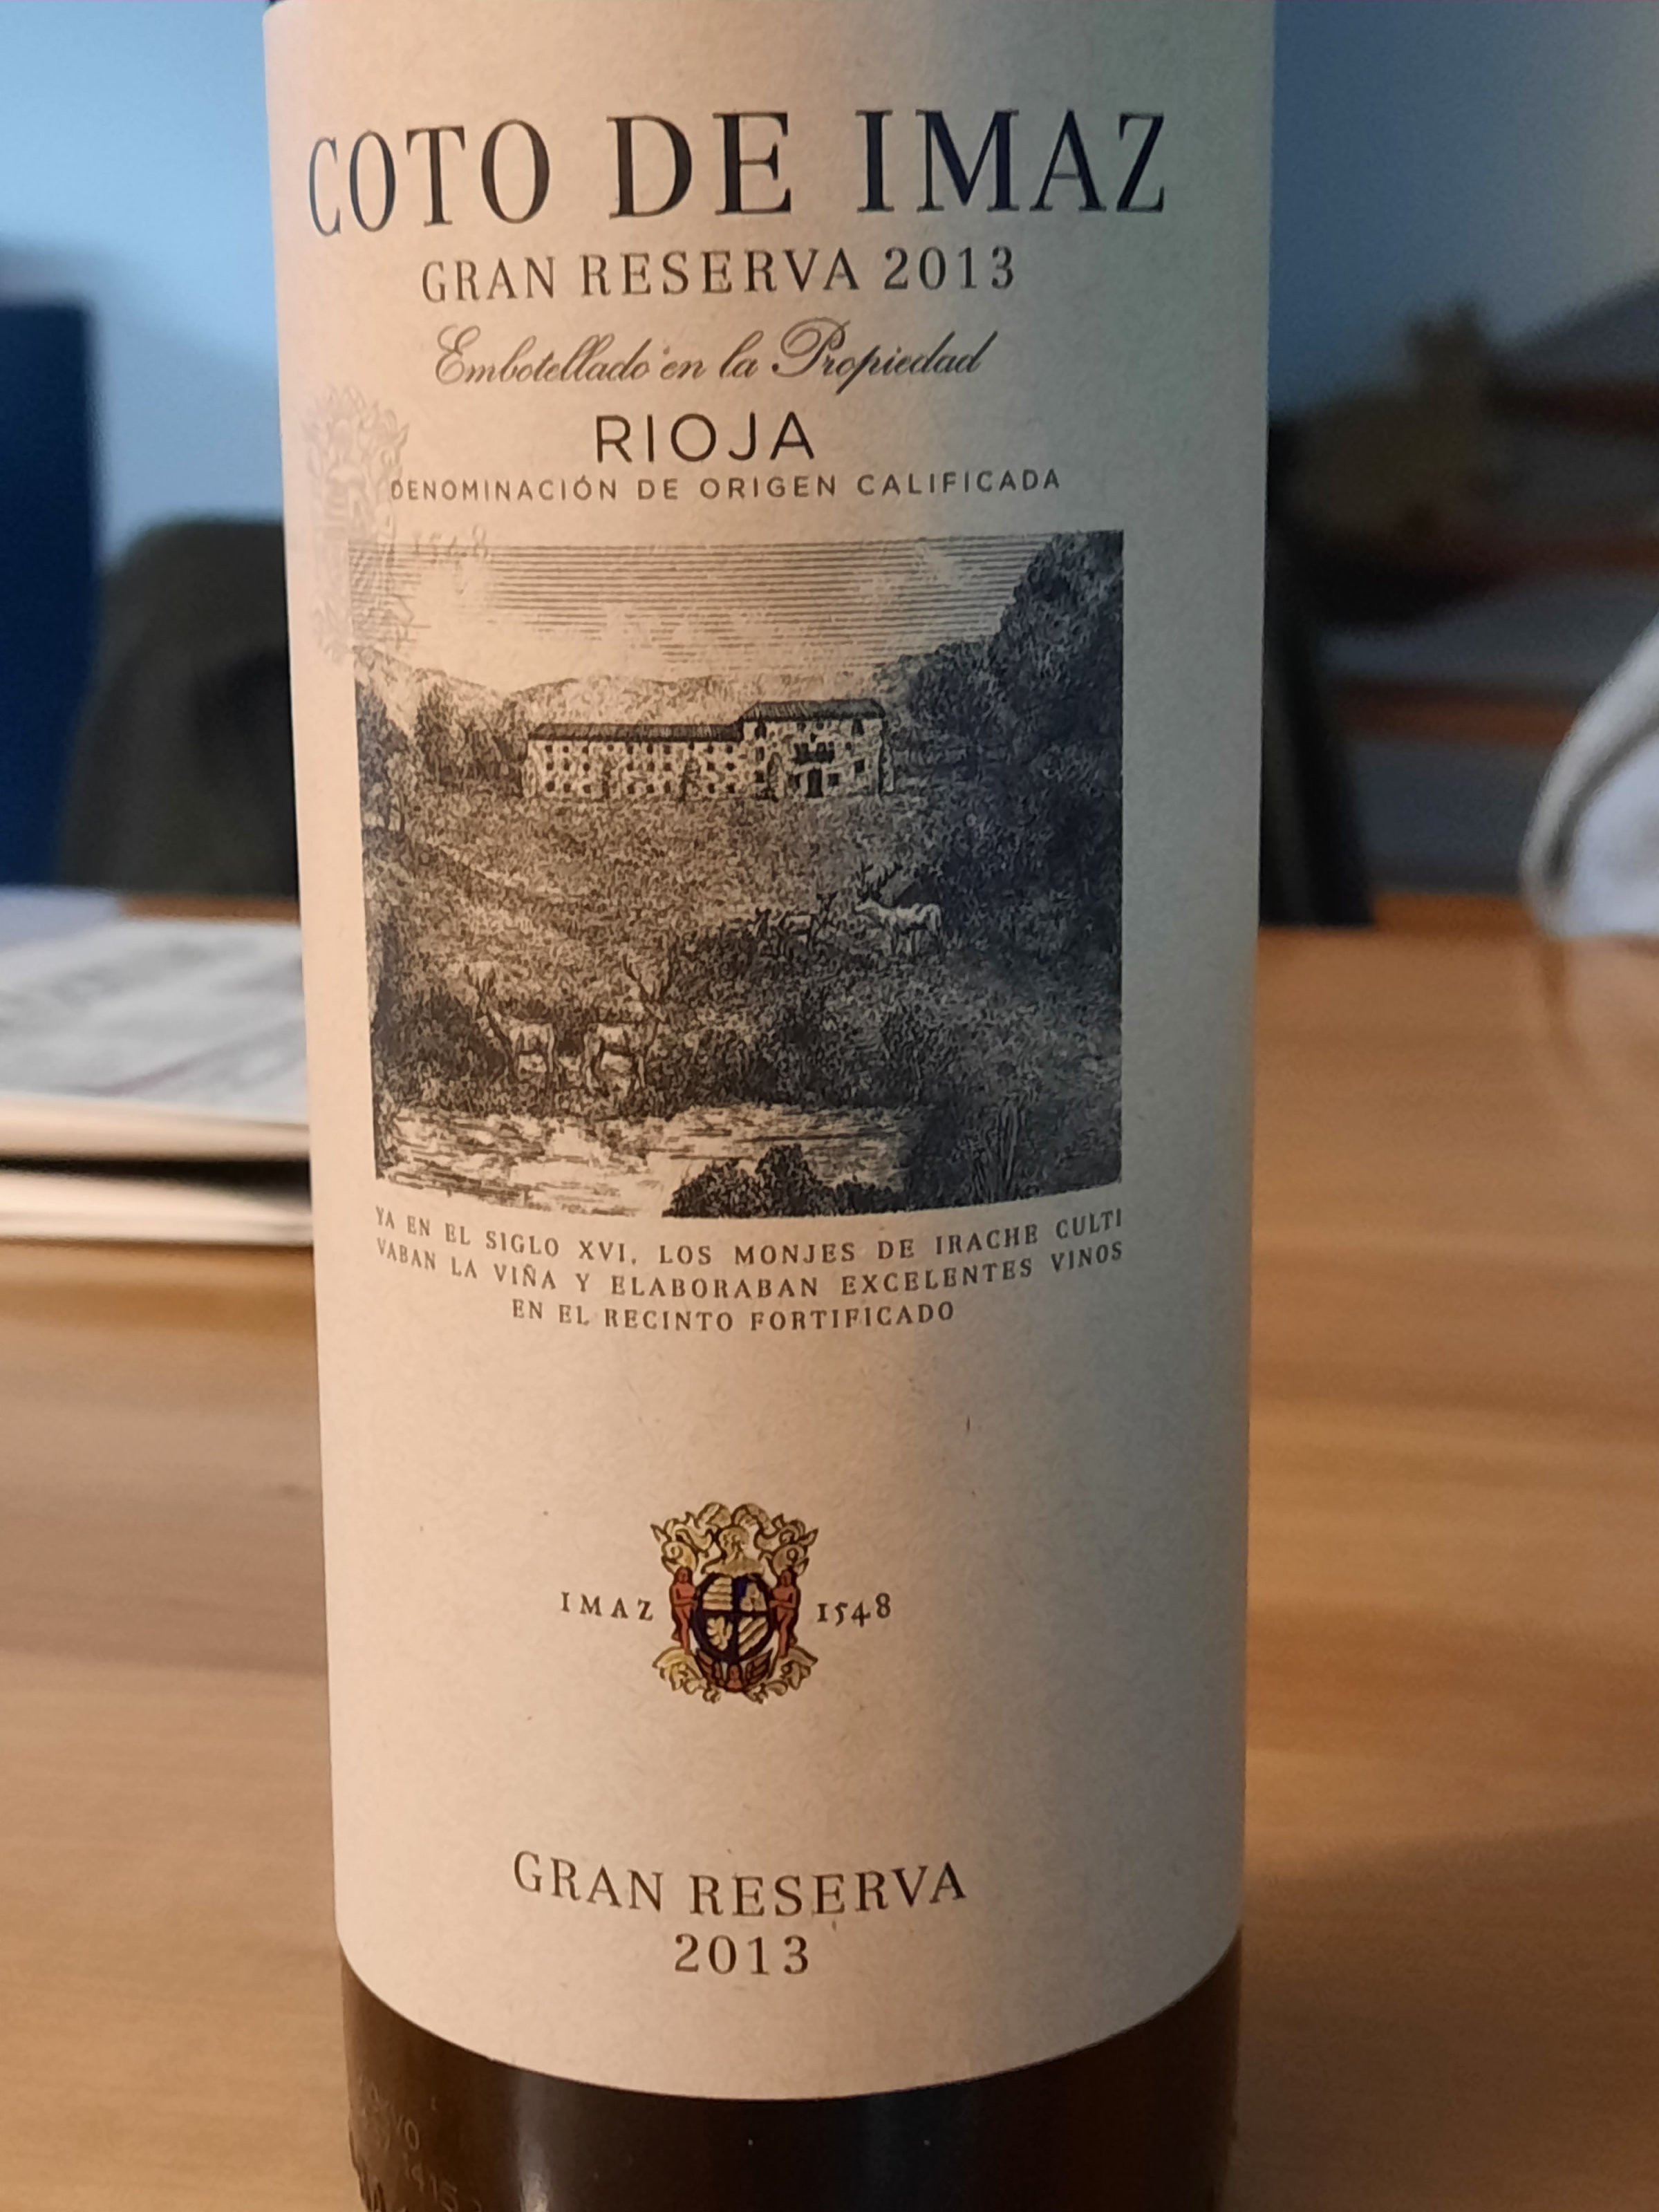 COTO DE IMAZ
GRAN RESERVA 2013
Embotellado en la Propiedad
RIOJA
DENOMINACIÓN DE ORIGEN CALIFICADA
1548
YA EN EL SIGLO XVI, LOS MONJES DE IRACHE CULTI
VABAN LA VIÑA Y ELABORABAN EXCELENTES VINOS
EN EL RECINTO FORTIFICADO
IMAZ 1548
GRAN RESERVA
2013